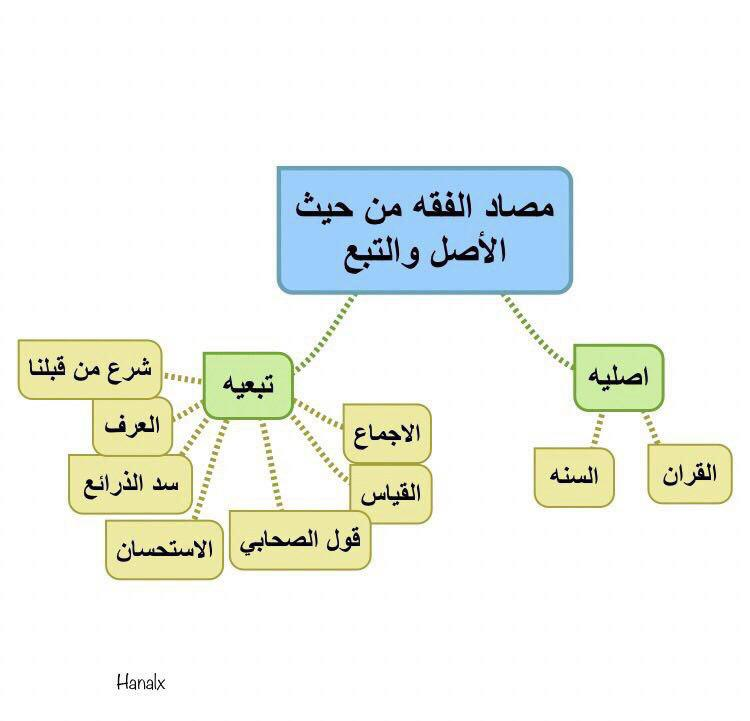 مصاد الفقه من حيث
الأصل والتبع
اصليه
القران
السنه
تبعيه
الاجماع
القياس
قول الصحابي
الاستحسان
سد الذرائع
العرف
شرع من قبلنا
Hanalx